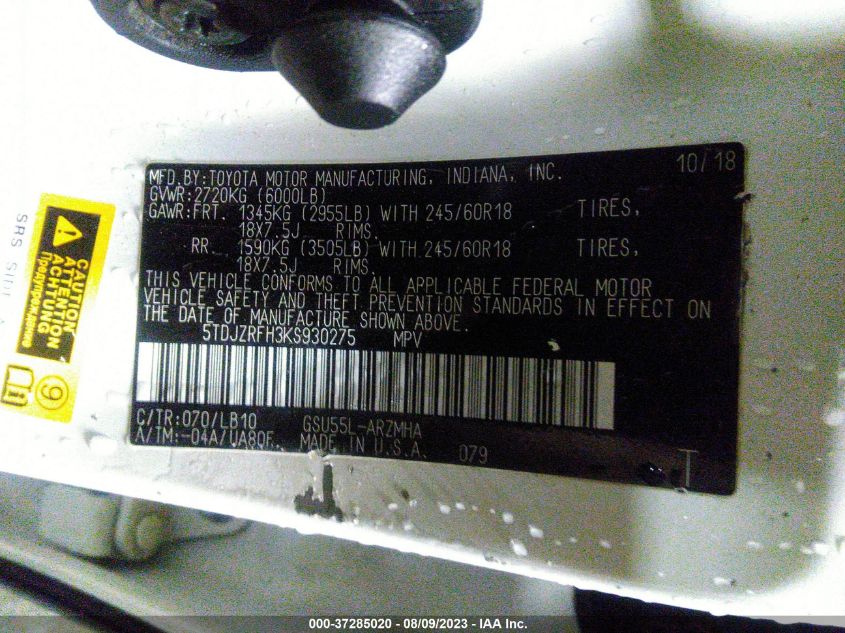 MFD.BY:TOYOTA MOTOR MANUFACTURING, INDIANA, INC. 10/18
GVWR:2720KG (6000LB)
GAWR:FRT. 1345KG (2955LB) WITH 245/60R18 TIRES,
18X7.5J RIMS.
RR. 1590KG (3505LB) WITH 245/60R18 TIRES,
18X7.5J RIMS.
THIS VEHICLE CONFORMS TO ALL APPLICABLE FEDERAL MOTOR
VEHICLE SAFETY AND THEFT PREVENTION STANDARDS IN EFFECT ON
THE DATE OF MANUFACTURE SHOWN ABOVE.
5TDJZRFH3KS930275 MPV
C/TR:070/LB10 GSU55L-ARZMHA
A/TM:-04A/UA80F MADE IN U.S.A. 079
T
CAUTION
ATTENTION
ACHTUNG
Предупреждение
9
SRS SIDE
000-37285020 - 08/09/2023 - IAA Inc.